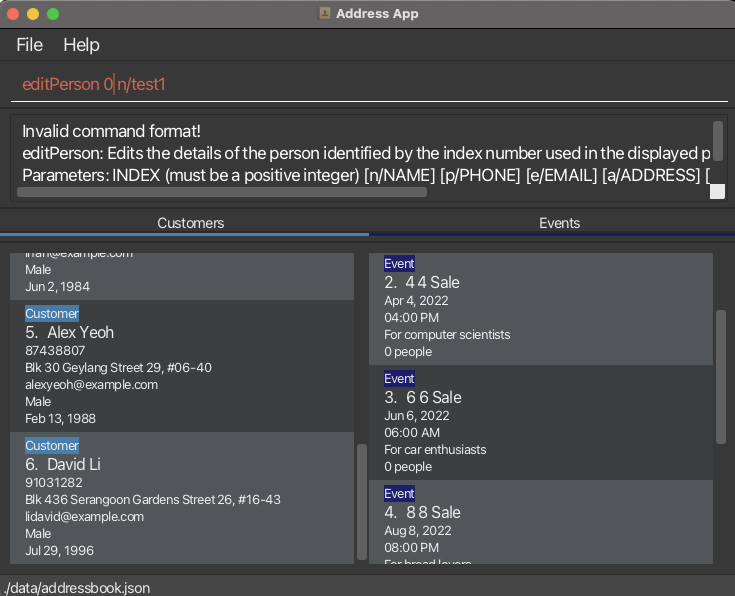 Address App
File Help
editPerson 0 n/test1
Invalid command format!
editPerson: Edits the details of the person identified by the index number used in the displayed p
Parameters: INDEX (must be a positive integer) [n/NAME] [p/PHONE] [e/EMAIL] [a/ADDRESS] [
Customers
Events
irfan@example.com
Male
Jun 2, 1984
Customer
5. Alex Yeoh
87438807
Blk 30 Geylang Street 29, #06-40
alexyeoh@example.com
Male
Feb 13, 1988
Customer
6. David Li
91031282
Blk 436 Serangoon Gardens Street 26, #16-43
lidavid@example.com
Male
Jul 29, 1996
Event
2. 4 4 Sale
Apr 4, 2022
04:00 PM
For computer scientists
0 people
Event
3. 6 6 Sale
Jun 6, 2022
06:00 AM
For car enthusiasts
0 people
Event
4. 8 8 Sale
Aug 8, 2022
08:00 PM
For bread lovers
./data/addressbook.json